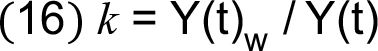 (16) k = Y(t)w / Y(t)